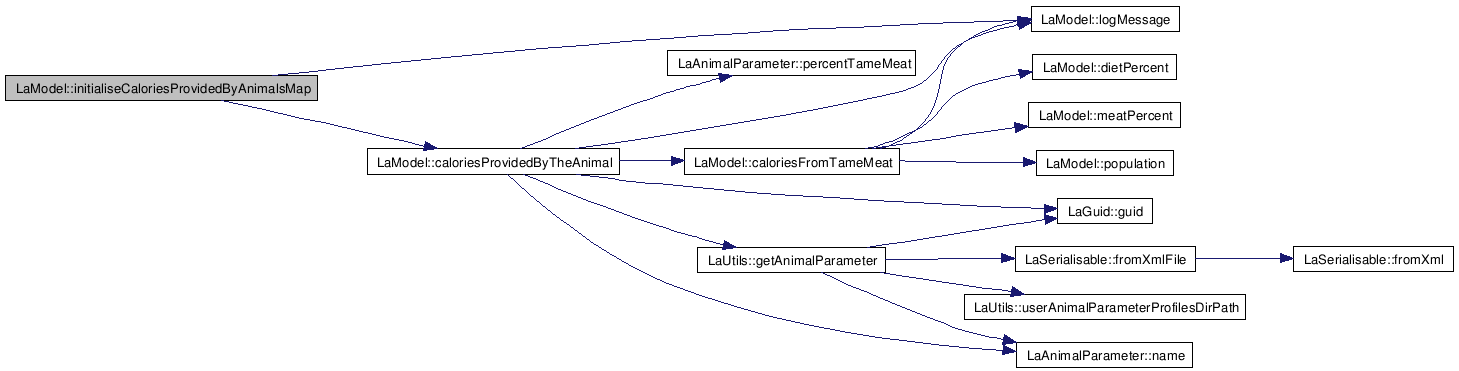 LaModel::logMessage
LaAnimalParameter::percentTameMeat
LaModel::dietPercent
LaModel::initialiseCaloriesProvidedByAnimalsMap
LaModel::meatPercent
LaModel::caloriesProvidedByTheAnimal
LaModel::caloriesFromTameMeat
LaModel::population
LaGuid::guid
LaUtils::getAnimalParameter
LaSerialisable::fromXmlFile
LaSerialisable::fromXml
LaUtils::userAnimalParameterProfilesDirPath
LaAnimalParameter::name